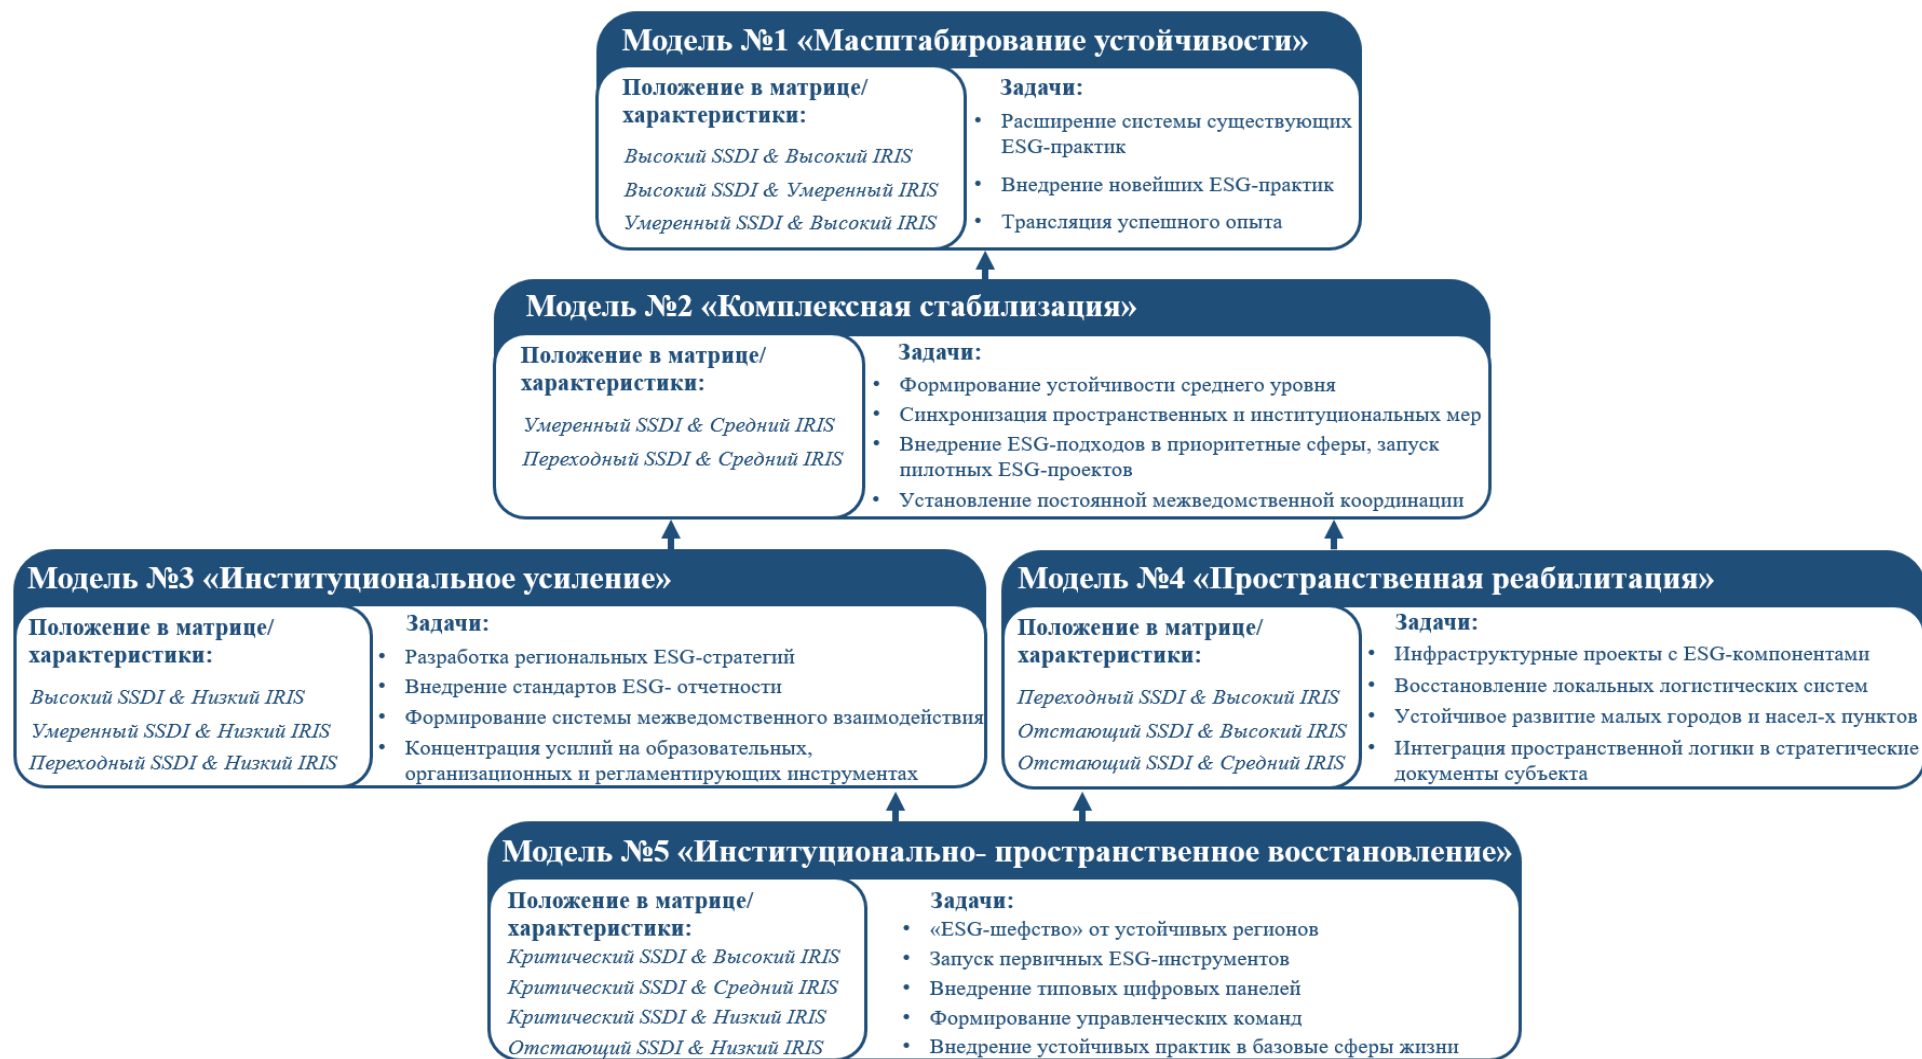 Модель №1 «Масштабирование устойчивости»
Положение в матрице/
характеристики:
Высокий SSDI & Высокий IRIS
Высокий SSDI & Умеренный IRIS
Умеренный SSDI & Высокий IRIS
Задачи:
• Расширение системы существующих
ESG-практик
• Внедрение новейших ESG-практик
• Трансляция успешного опыта
Модель №2 «Комплексная стабилизация»
Положение в матрице/
характеристики:
Умеренный SSDI & Средний IRIS
Переходный SSDI & Средний IRIS
Задачи:
• Формирование устойчивости среднего уровня
• Синхронизация пространственных и институциональных мер
• Внедрение ESG-подходов в приоритетные сферы, запуск
пилотных ESG-проектов
• Установление постоянной межведомственной координации
Модель №3 «Институциональное усиление»
Положение в матрице/
характеристики:
Высокий SSDI & Низкий IRIS
Умеренный SSDI & Низкий IRIS
Переходный SSDI & Низкий IRIS
Задачи:
• Разработка региональных ESG-стратегий
• Внедрение стандартов ESG- отчетности
• Формирование системы межведомственного взаимодействия
• Концентрация усилий на образовательных,
организационных и регламентирующих инструментах
Модель №4 «Пространственная реабилитация»
Положение в матрице/
характеристики:
Переходный SSDI & Высокий IRIS
Отстающий SSDI & Высокий IRIS
Отстающий SSDI & Средний IRIS
Задачи:
• Инфраструктурные проекты с ESG-компонентами
• Восстановление локальных логистических систем
• Устойчивое развитие малых городов и насел-х пунктов
• Интеграция пространственной логики в стратегические
документы субъекта
Модель №5 «Институционально- пространственное восстановление»
Положение в матрице/
характеристики:
Критический SSDI & Высокий IRIS
Критический SSDI & Средний IRIS
Критический SSDI & Низкий IRIS
Отстающий SSDI & Низкий IRIS
Задачи:
• «ESG-шефство» от устойчивых регионов
• Запуск первичных ESG-инструментов
• Внедрение типовых цифровых панелей
• Формирование управленческих команд
• Внедрение устойчивых практик в базовые сферы жизни